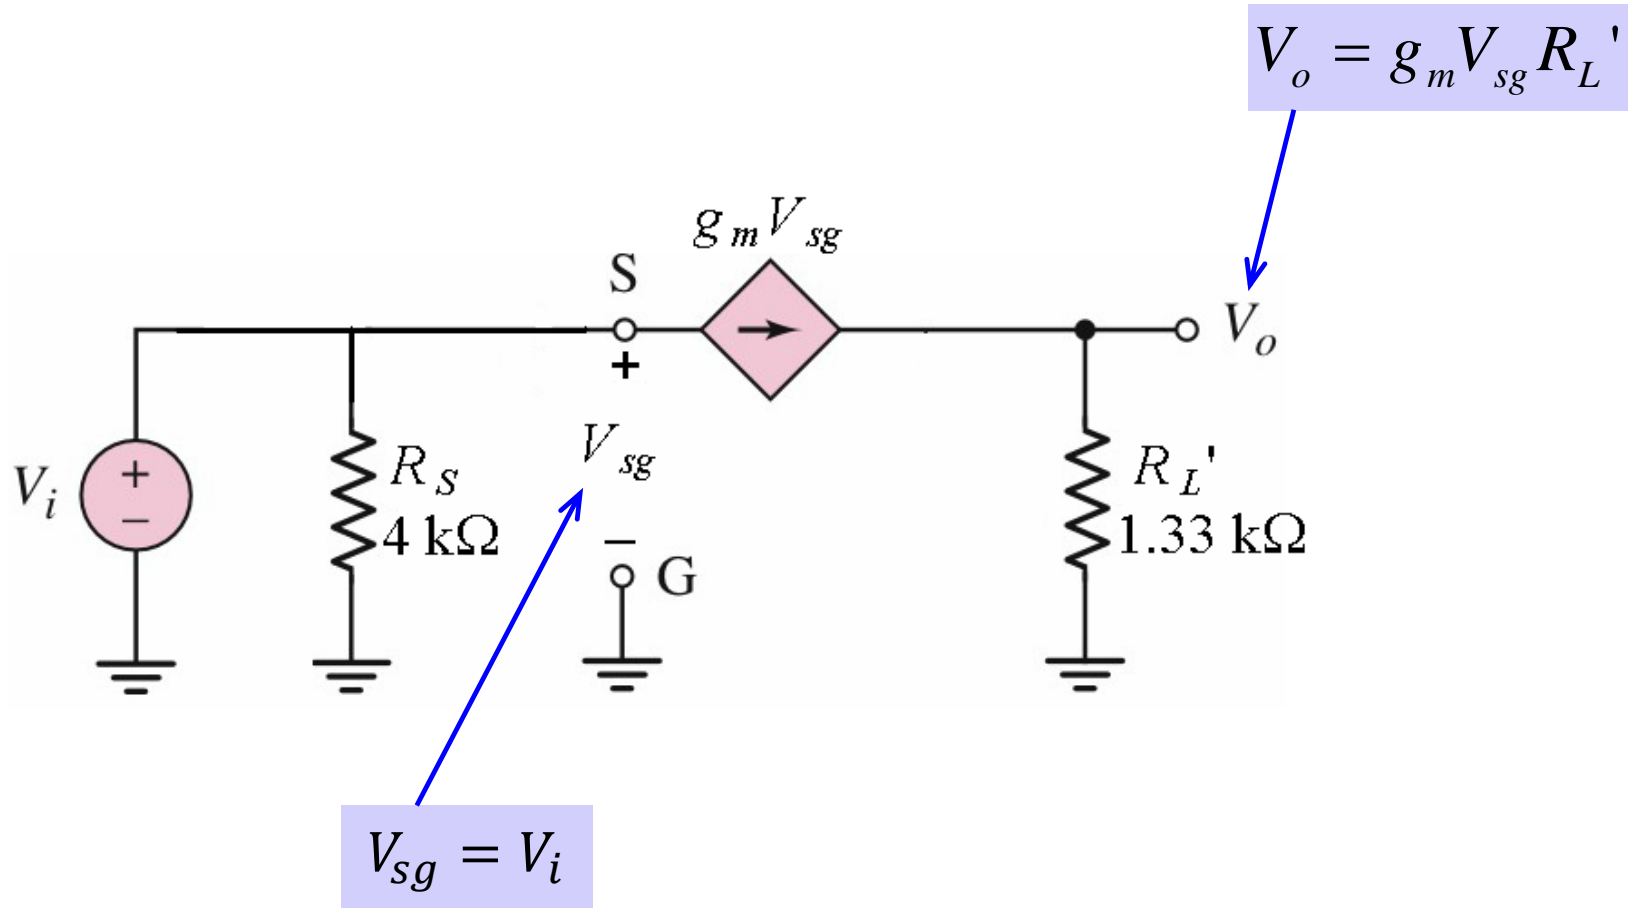 V_o = g_m V_sg R_L'
g_m V_sg
S
V_o
+
V_i
+
−
R_S
4 kΩ
V_sg
−
G
R_L'
1.33 kΩ
V_sg = V_i